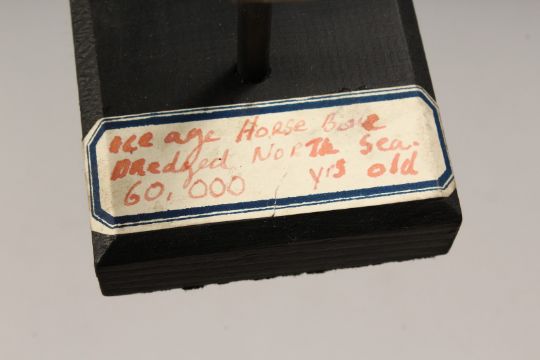 Ice age Horse Bone
Dredged North Sea.
60,000 yrs old